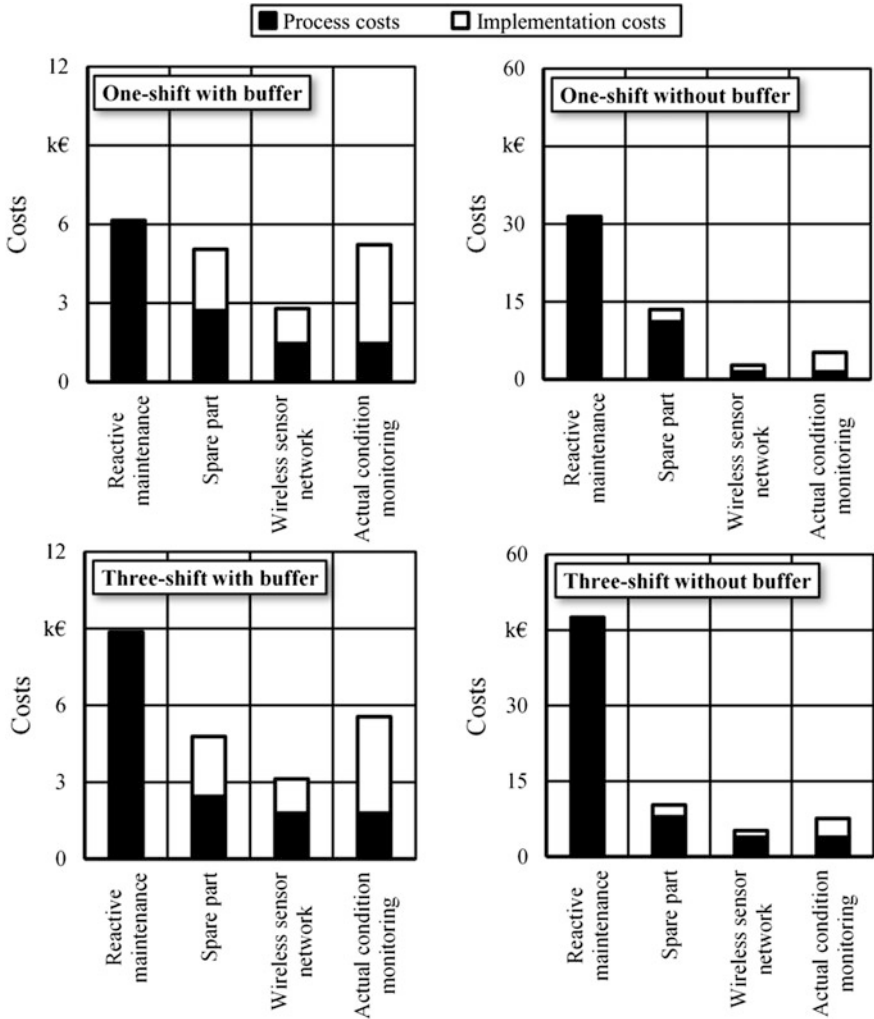 Process costs Implementation costs
12
k€
6
3
0
Costs
One-shift with buffer
Reactive
maintenance
Spare part
Wireless sensor
network
Actual condition
monitoring
60
k€
30
15
0
Costs
One-shift without buffer
Reactive
maintenance
Spare part
Wireless sensor
network
Actual condition
monitoring
12
k€
6
3
0
Costs
Three-shift with buffer
Reactive
maintenance
Spare part
Wireless sensor
network
Actual condition
monitoring
60
k€
30
15
0
Costs
Three-shift without buffer
Reactive
maintenance
Spare part
Wireless sensor
network
Actual condition
monitoring